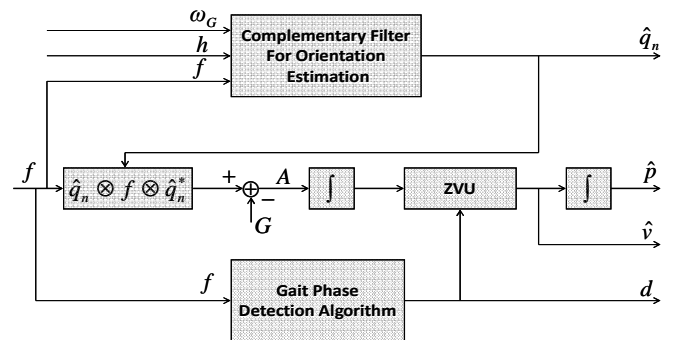 ω_G
h
f
Complementary Filter
For Orientation
Estimation
q̂_n
f
q̂_n ⊗ f ⊗ q̂_n^*
+
−
G
A
∫
ZVU
∫
p̂
v̂
f
Gait Phase
Detection Algorithm
d